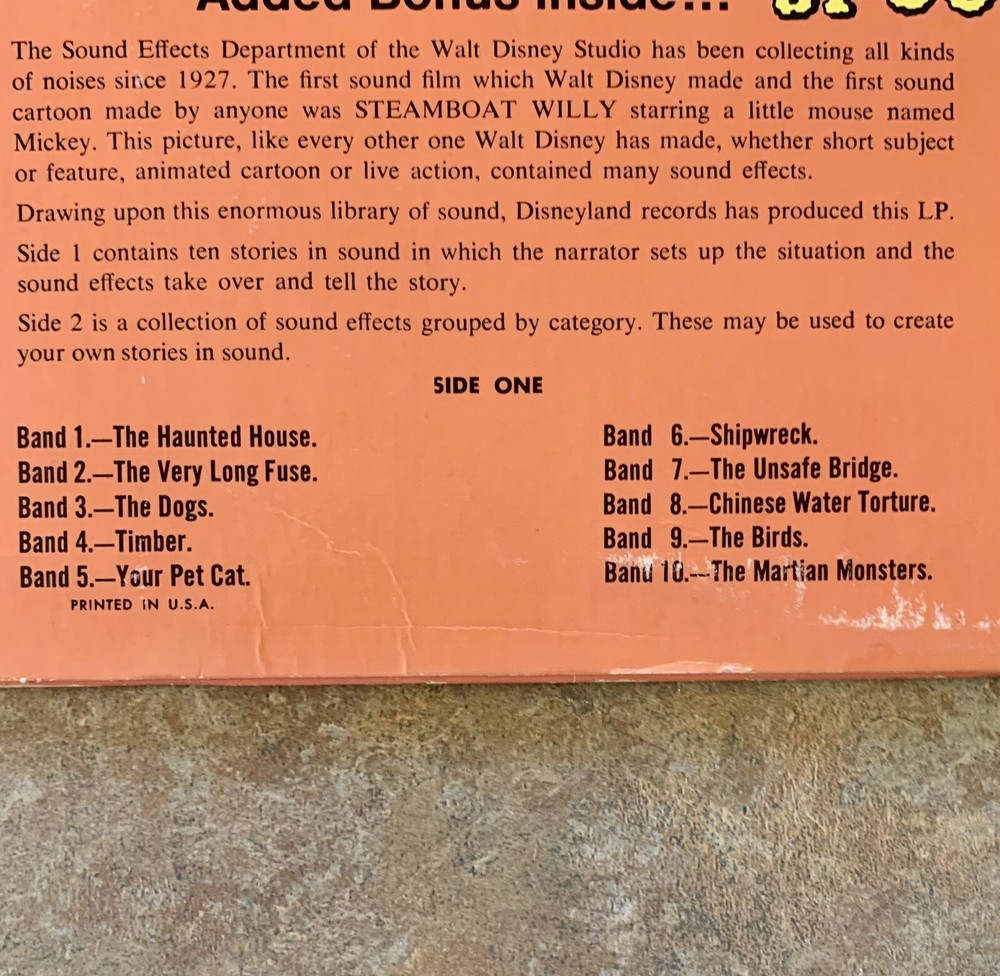 Added Bonus Inside...
The Sound Effects Department of the Walt Disney Studio has been collecting all kinds
of noises since 1927. The first sound film which Walt Disney made and the first sound
cartoon made by anyone was STEAMBOAT WILLY starring a little mouse named
Mickey. This picture, like every other one Walt Disney has made, whether short subject
or feature, animated cartoon or live action, contained many sound effects.
Drawing upon this enormous library of sound, Disneyland records has produced this LP.
Side 1 contains ten stories in sound in which the narrator sets up the situation and the
sound effects take over and tell the story.
Side 2 is a collection of sound effects grouped by category. These may be used to create
your own stories in sound.
SIDE ONE
Band 1.—The Haunted House.
Band 2.—The Very Long Fuse.
Band 3.—The Dogs.
Band 4.—Timber.
Band 5.—Your Pet Cat.
PRINTED IN U.S.A.
Band 6.—Shipwreck.
Band 7.—The Unsafe Bridge.
Band 8.—Chinese Water Torture.
Band 9.—The Birds.
Band 10.—The Martian Monsters.